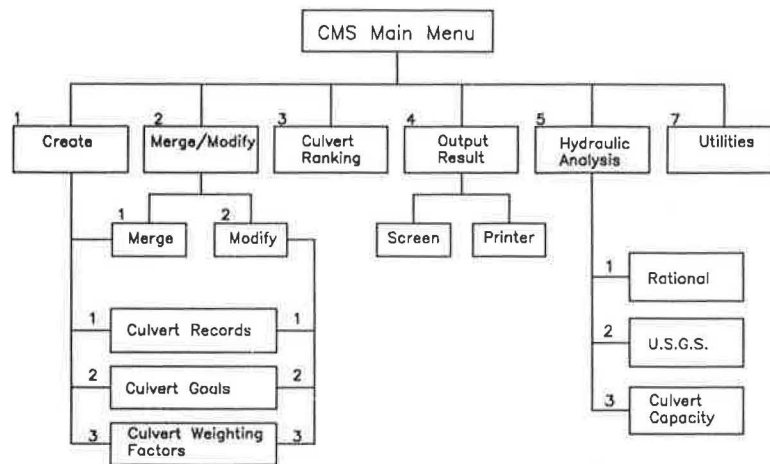 CMS Main Menu
1
Create
2
Merge/Modify
3
Culvert
Ranking
4
Output
Result
5
Hydraulic
Analysis
7
Utilities
1
Merge
2
Modify
Screen
Printer
1
Rational
2
U.S.G.S.
3
Culvert
Capacity
1
Culvert Records
1
2
Culvert Goals
2
3
Culvert Weighting
Factors
3